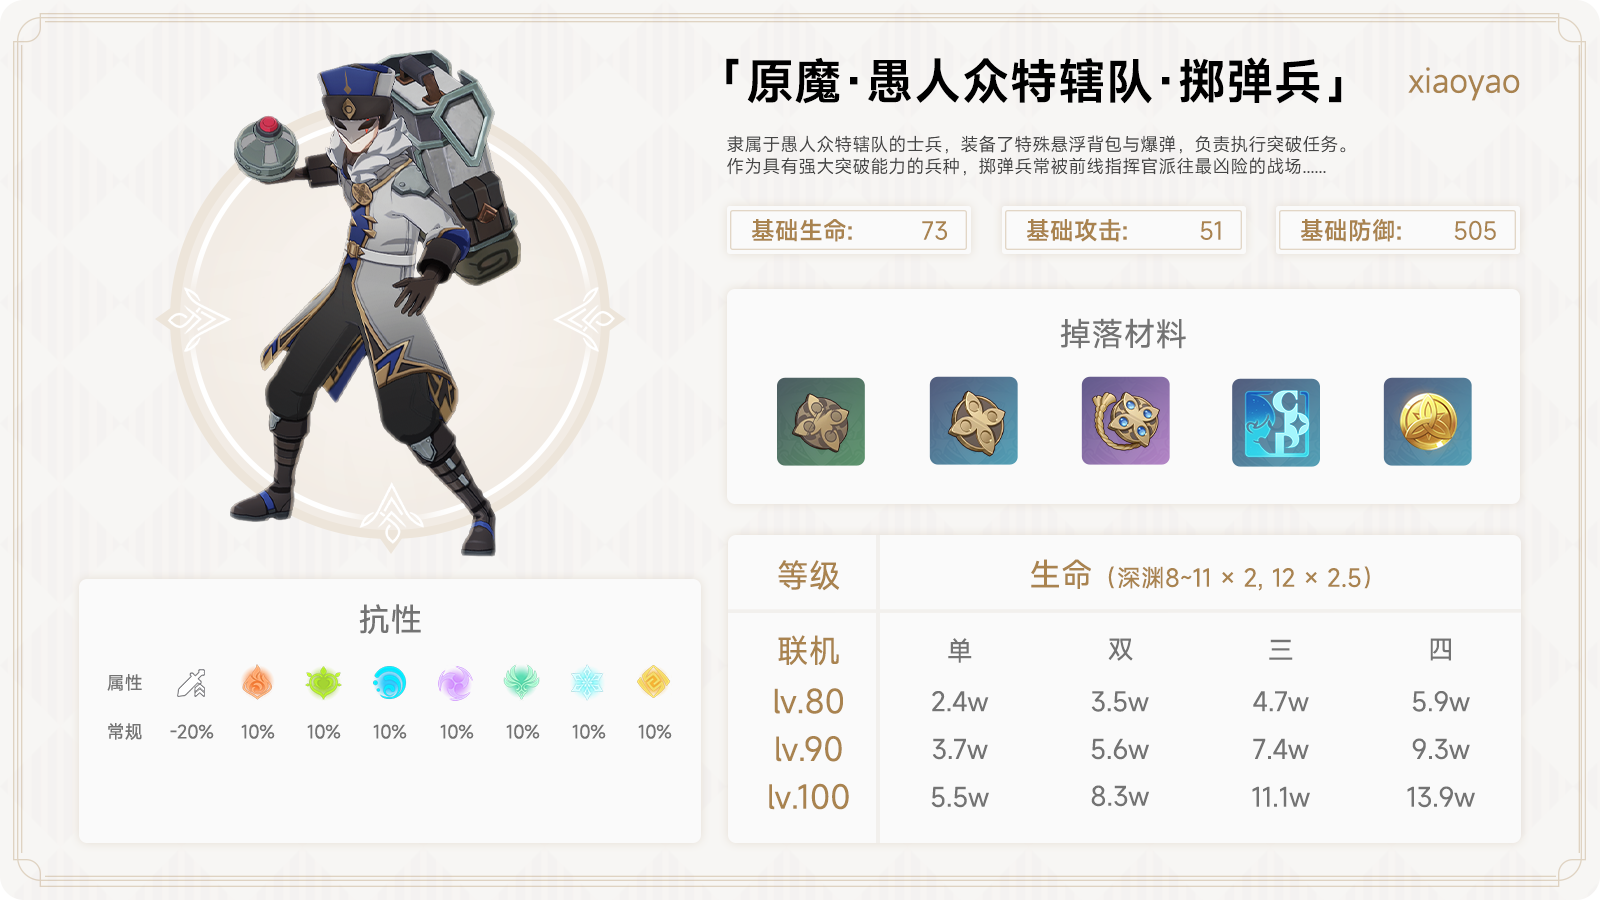 「原魔·愚人众特辖队·掷弹兵」
xiaoyao
隶属于愚人众特辖队的士兵，装备了特殊悬浮背包与爆弹，负责执行突破任务。
作为具有强大突破能力的兵种，掷弹兵常被前线指挥官派往最凶险的战场......
基础生命: 73
基础攻击: 51
基础防御: 505
掉落材料
抗性
属性
常规 -20% 10% 10% 10% 10% 10% 10% 10%
等级 生命（深渊8~11 × 2, 12 × 2.5）
联机 单 双 三 四
lv.80 2.4w 3.5w 4.7w 5.9w
lv.90 3.7w 5.6w 7.4w 9.3w
lv.100 5.5w 8.3w 11.1w 13.9w